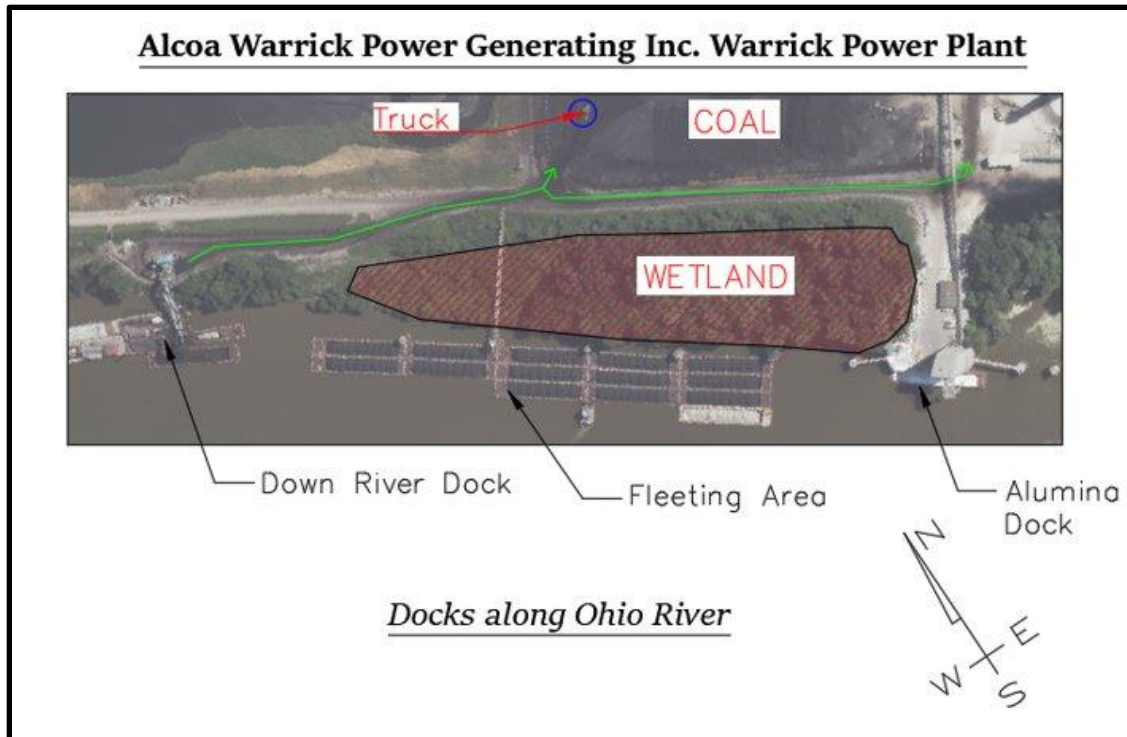 Alcoa Warrick Power Generating Inc. Warrick Power Plant
Truck
COAL
WETLAND
Down River Dock
Fleeting Area
Alumina
Dock
Docks along Ohio River
N
E
W
S